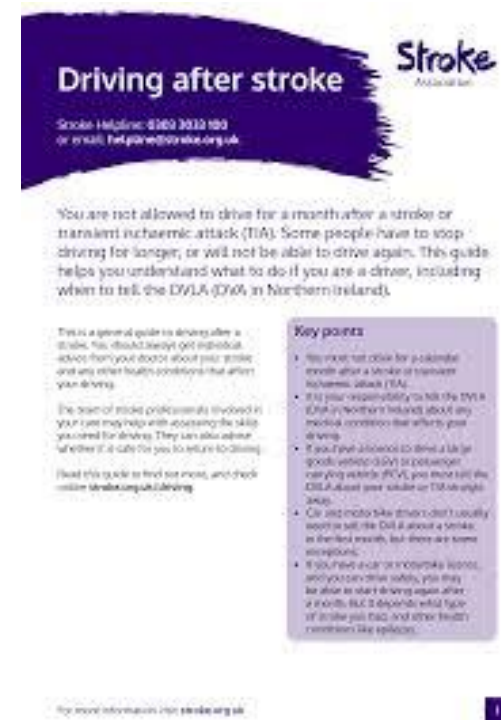 Stroke
Association
Driving after stroke
Stroke Helpline: 0303 3033 100
or email: helpline@stroke.org.uk
You are not allowed to drive for a month after a stroke or
transient ischaemic attack (TIA). Some people have to stop
driving for longer, or will not be able to drive again. This guide
helps you understand what to do if you are a driver, including
when to tell the DVLA (DVA in Northern Ireland).
This is a general guide to driving after a
stroke. You should always get individual
advice from your doctor about your stroke
and any other health conditions that affect
your driving.
The team of stroke professionals involved in
your care may help with assessing the skills
you need for driving. They can also advise
whether it is safe for you to return to driving.
Read this guide to find out more, and check
online stroke.org.uk/driving
Key points
• You must not drive for a calendar
month after a stroke or transient
ischaemic attack (TIA).
• It is your responsibility to tell the DVLA
(DVA in Northern Ireland) about any
medical condition that affects your
driving.
• If you have a licence to drive a large
goods vehicle (LGV) or passenger
carrying vehicle (PCV), you must tell the
DVLA about your stroke or TIA straight
away.
• Car and motorbike drivers don't usually
need to tell the DVLA about a stroke
in the first month, but there are some
exceptions.
• If you have a car or motorbike licence,
and you can drive safely, you may
be able to start driving again after
a month. But it depends what type
of stroke you had, and other health
conditions like epilepsy.
For more information visit stroke.org.uk
1